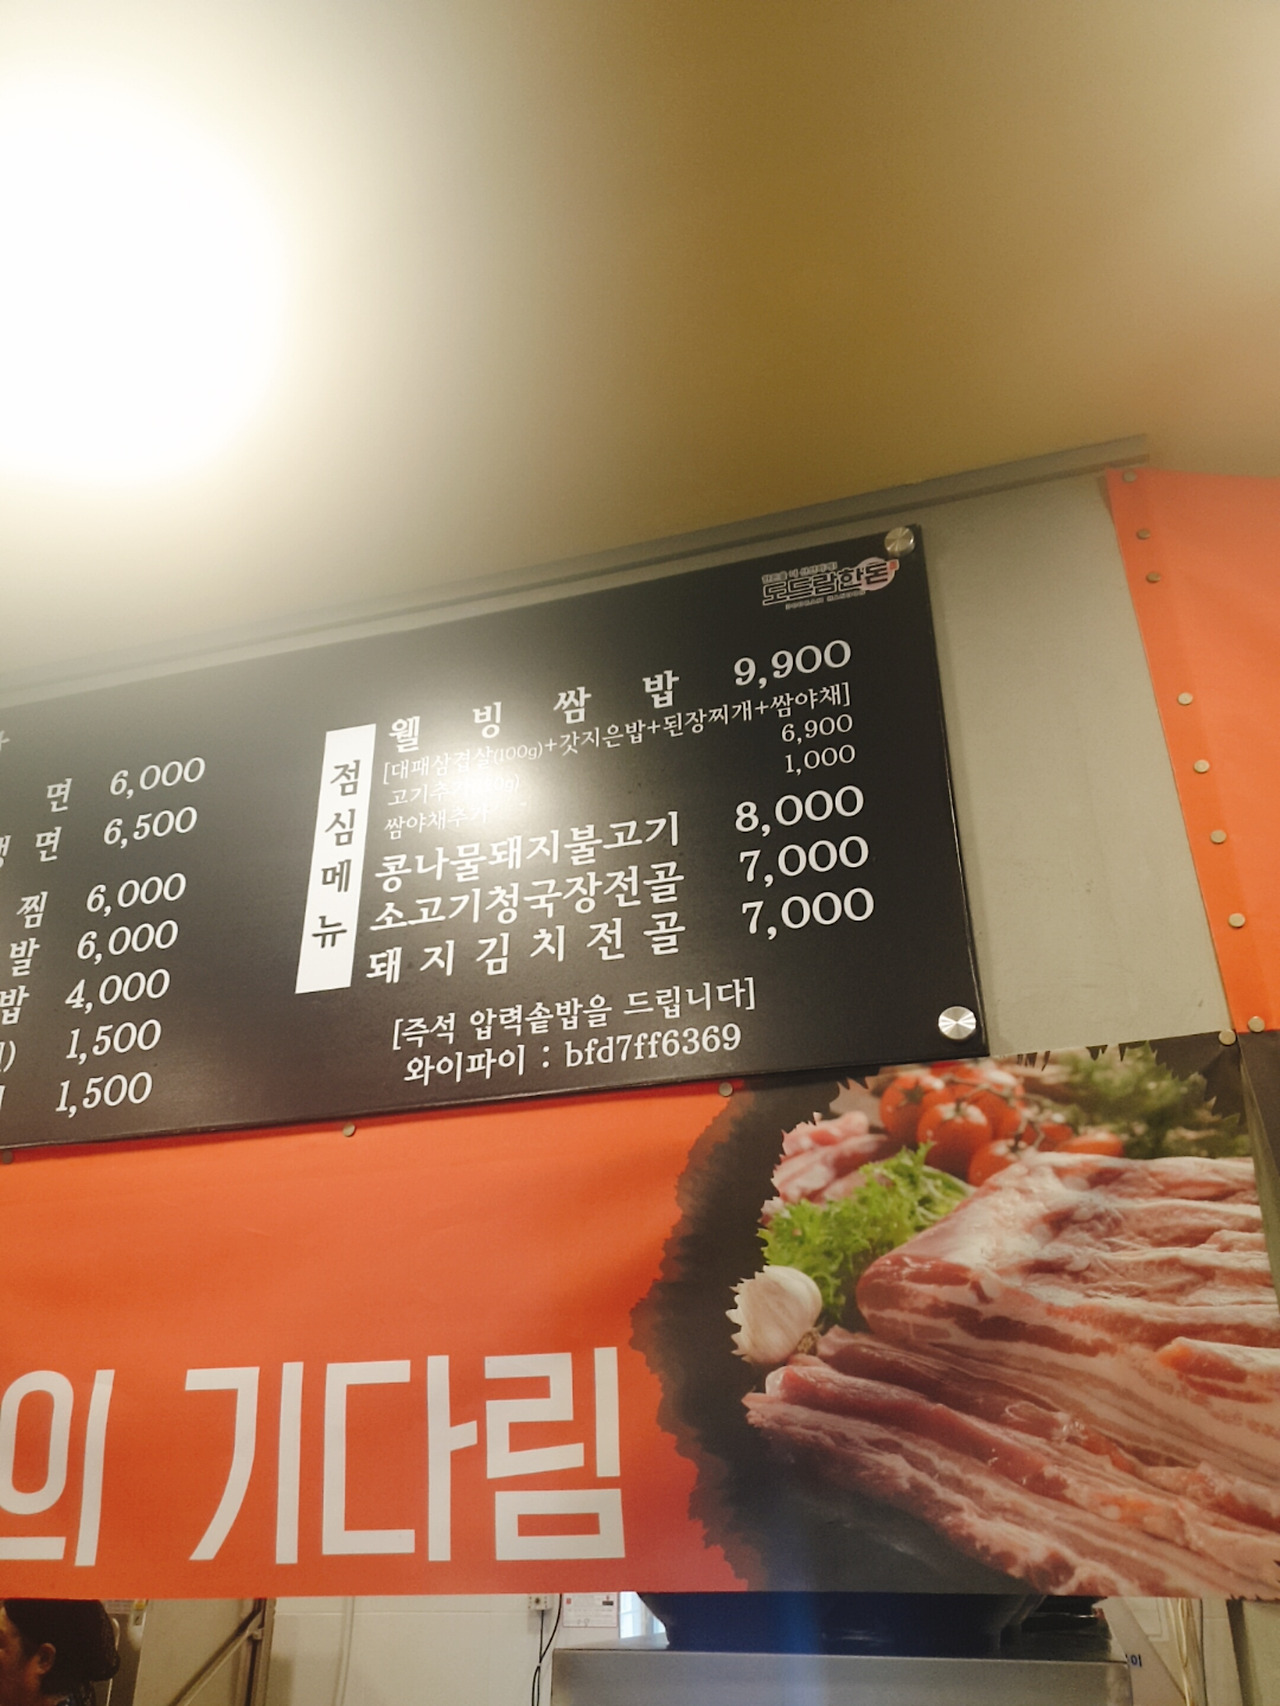 도드람한돈
면 6,000
면 6,500
찜 6,000
발 6,000
밥 4,000
1,500
1,500
점심메뉴
웰 빙 쌈 밥 9,900
[대패삼겹살(100g)+갓지은밥+된장찌개+쌈야채]
고기추가 6,900
쌈야채추가 1,000
콩나물돼지불고기 8,000
소고기청국장전골 7,000
돼 지 김 치 전 골 7,000
[즉석 압력솥밥을 드립니다]
와이파이 : bfd7ff6369
의 기다림